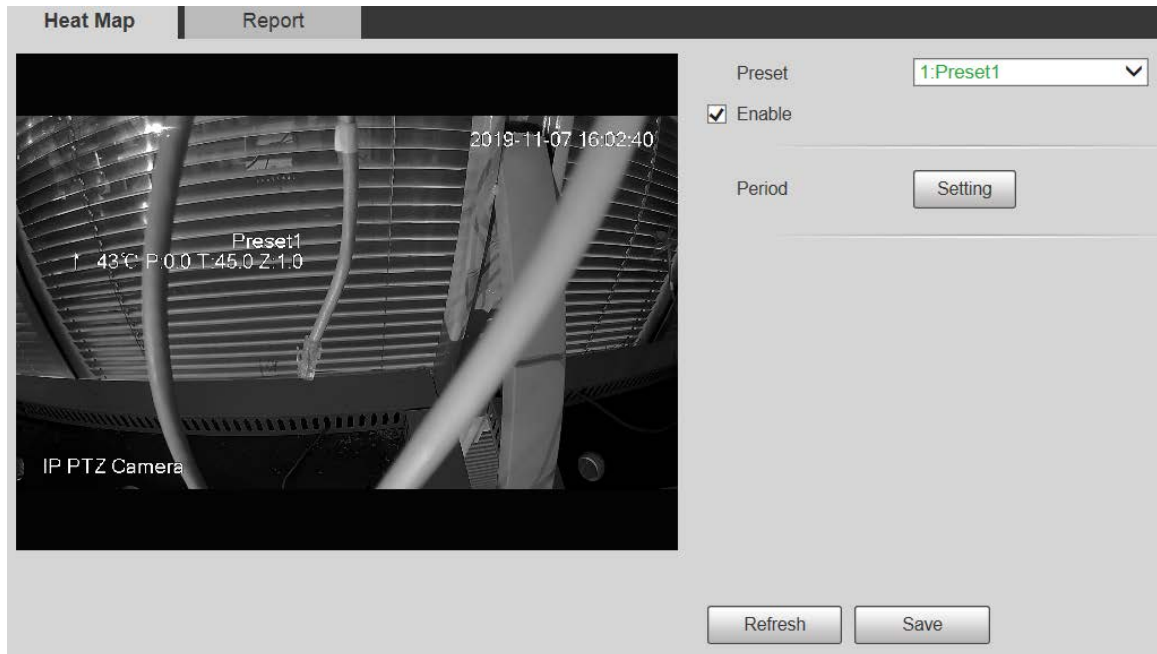 Heat Map
Report
2019-11-07 16:02:40
Preset1
↑ 43℃ P:0.0 T:45.0 Z:1.0
IP PTZ Camera
Preset
1:Preset1
Enable
Period
Setting
Refresh
Save